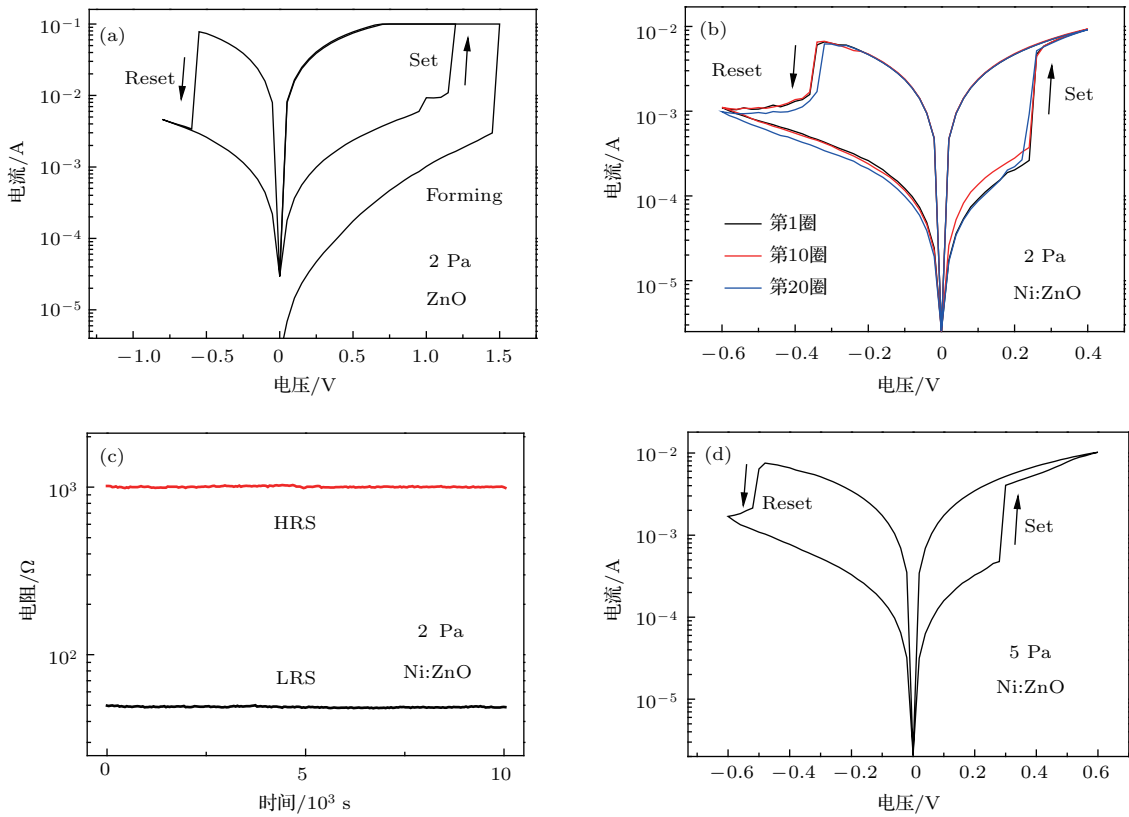 (a)
10⁻¹
10⁻²
10⁻³
10⁻⁴
10⁻⁵
电流/A
Reset
Set
Forming
2 Pa
ZnO
−1.0 −0.5 0 0.5 1.0 1.5
电压/V
(b)
10⁻²
10⁻³
10⁻⁴
10⁻⁵
电流/A
Reset
Set
第1圈
第10圈
第20圈
2 Pa
Ni:ZnO
−0.6 −0.4 −0.2 0 0.2 0.4
电压/V
(c)
10³
10²
电阻/Ω
HRS
LRS
2 Pa
Ni:ZnO
0 5 10
时间/10³ s
(d)
10⁻²
10⁻³
10⁻⁴
10⁻⁵
电流/A
Reset
Set
5 Pa
Ni:ZnO
−0.6 −0.4 −0.2 0 0.2 0.4 0.6
电压/V